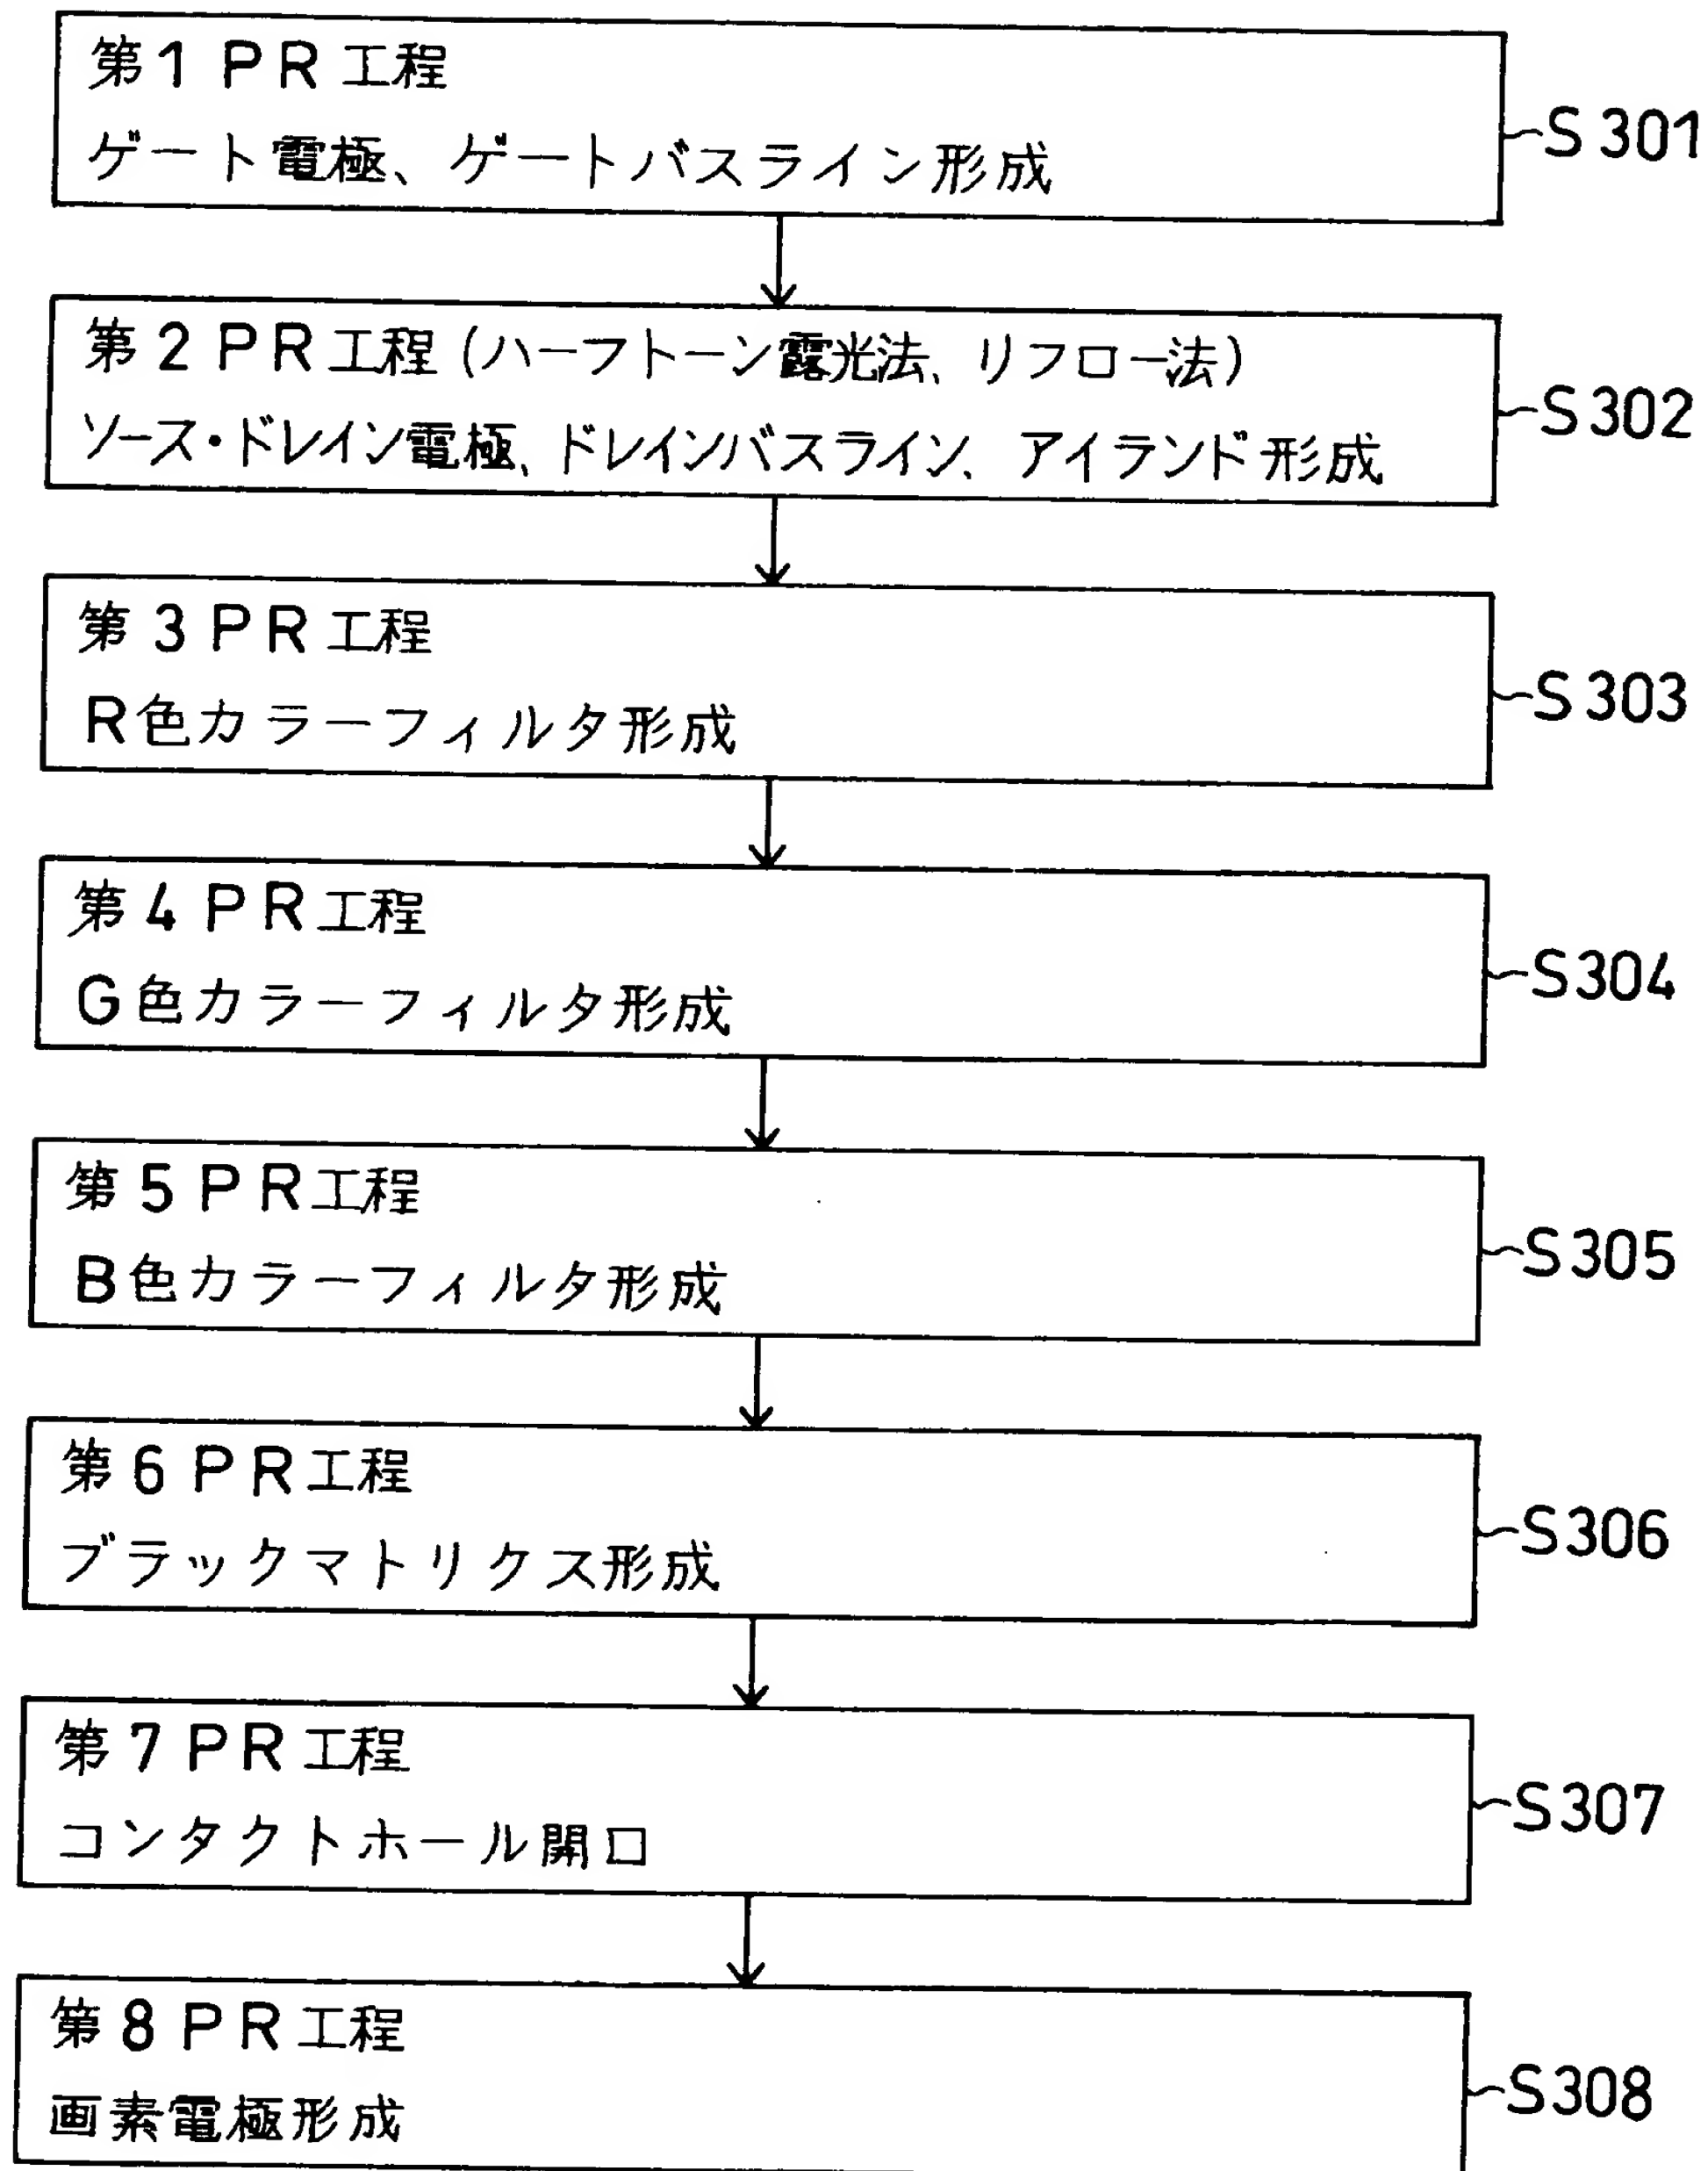 第1 PR工程
ゲート電極、ゲートバスライン形成
S301
第2 PR工程(ハーフトーン露光法、リフロー法)
ソース・ドレイン電極、ドレインバスライン、アイランド形成
S302
第3 PR工程
R色カラーフィルタ形成
S303
第4 PR工程
G色カラーフィルタ形成
S304
第5 PR工程
B色カラーフィルタ形成
S305
第6 PR工程
ブラックマトリクス形成
S306
第7 PR工程
コンタクトホール開口
S307
第8 PR工程
画素電極形成
S308